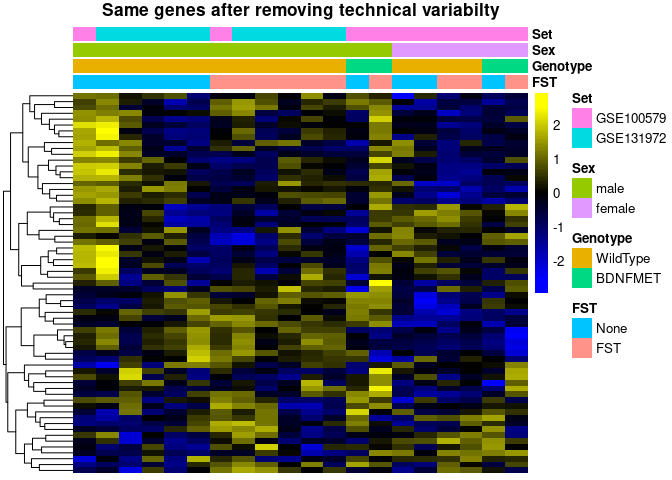 Same genes after removing technical variabilty
Set
Sex
Genotype
FST
2
1
0
-1
-2
Set
GSE100579
GSE131972
Sex
male
female
Genotype
WildType
BDNFMET
FST
None
FST